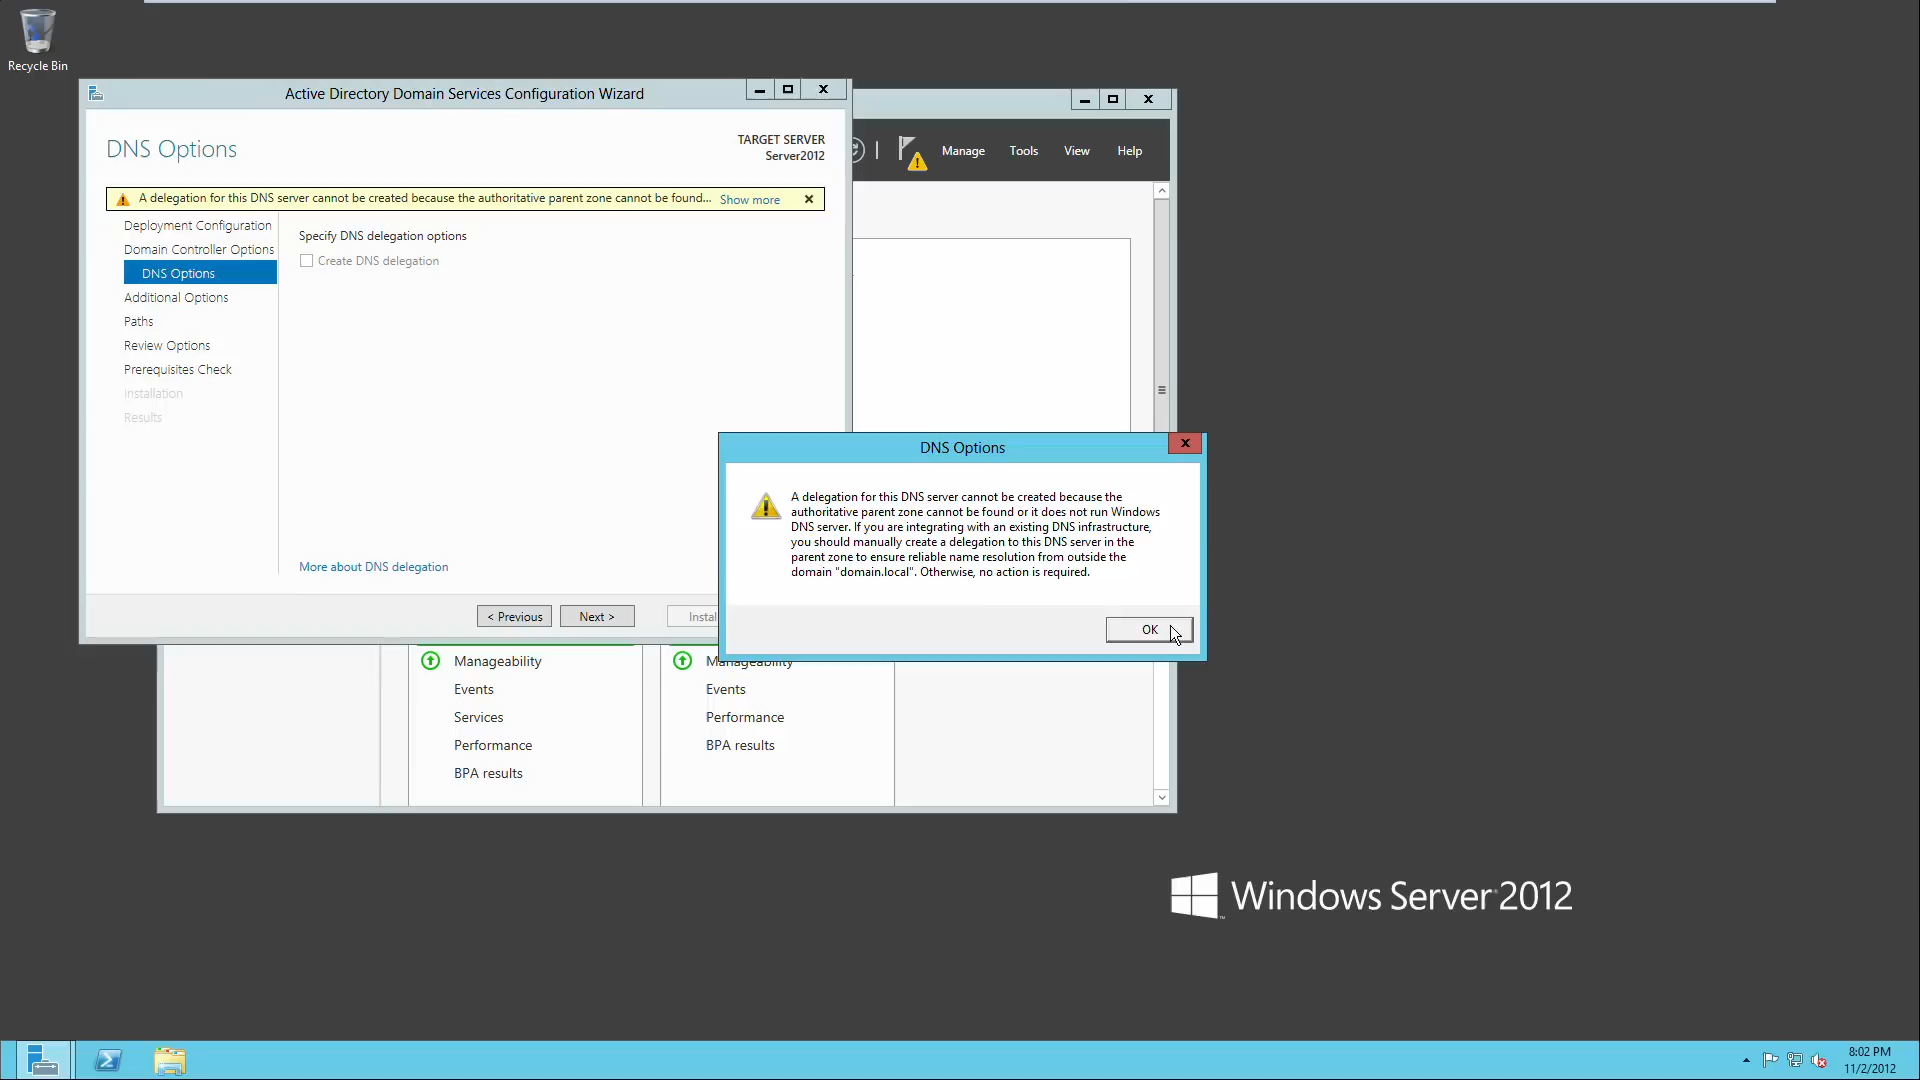 Recycle Bin
Active Directory Domain Services Configuration Wizard
DNS Options
TARGET SERVER
Server2012
A delegation for this DNS server cannot be created because the authoritative parent zone cannot be found... Show more
Deployment Configuration
Domain Controller Options
DNS Options
Additional Options
Paths
Review Options
Prerequisites Check
Installation
Results
Specify DNS delegation options
Create DNS delegation
More about DNS delegation
< Previous
Next >
Instal
Manage
Tools
View
Help
DNS Options
A delegation for this DNS server cannot be created because the
authoritative parent zone cannot be found or it does not run Windows
DNS server. If you are integrating with an existing DNS infrastructure,
you should manually create a delegation to this DNS server in the
parent zone to ensure reliable name resolution from outside the
domain "domain.local". Otherwise, no action is required.
OK
Manageability
Events
Services
Performance
BPA results
Manageability
Events
Performance
BPA results
Windows Server 2012
8:02 PM
11/2/2012